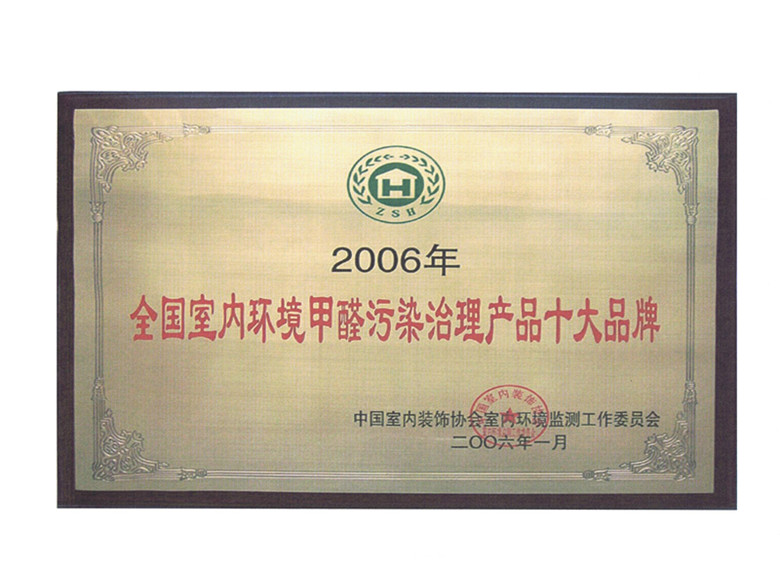 ZSH
2006年
全国室内环境甲醛污染治理产品十大品牌
中国室内装饰协会室内环境监测工作委员会
二〇〇六年一月